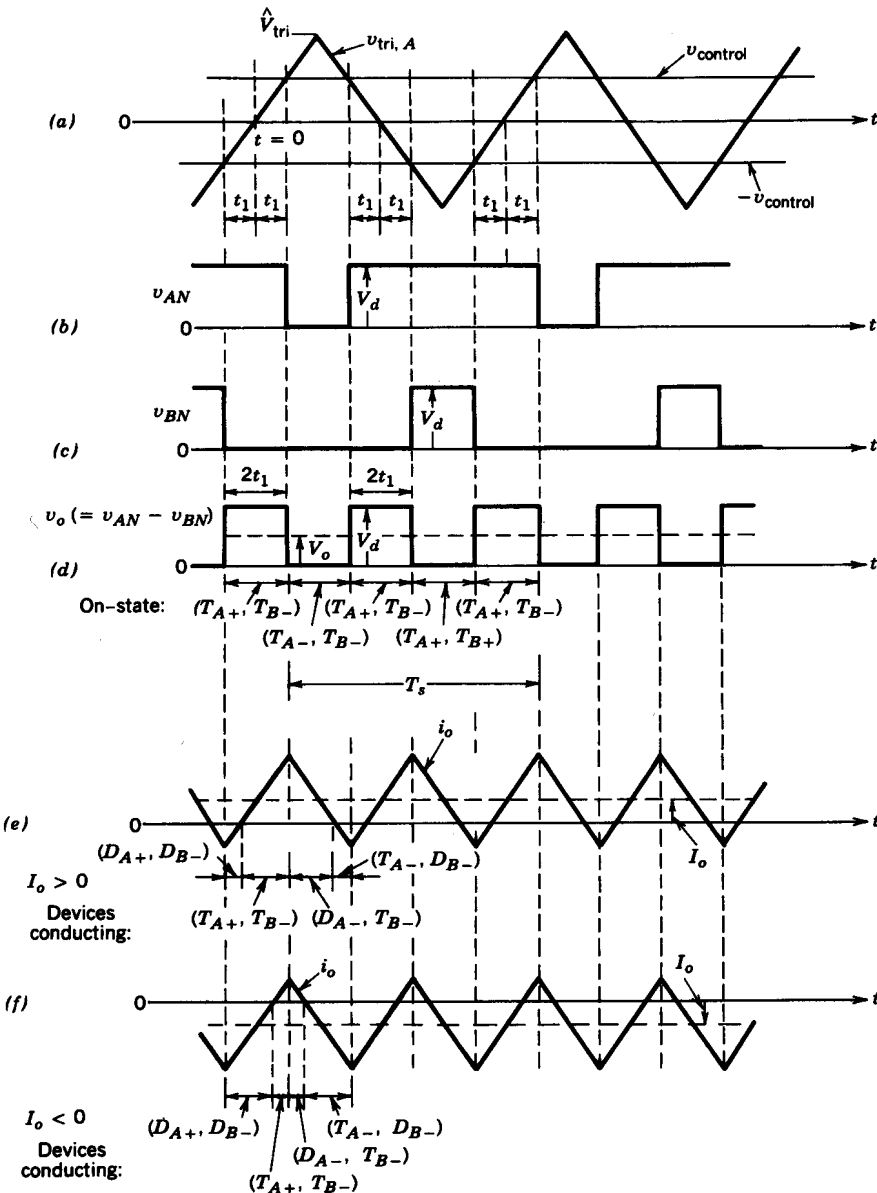 V̂tri
vtri, A
vcontrol
(a)
0
t
t = 0
−vcontrol
t1 t1 t1 t1 t1 t1
vAN
Vd
(b)
0
t
vBN
Vd
(c)
0
t
2t1 2t1
vo (= vAN − vBN)
Vo
Vd
(d)
0
t
On-state: (TA+, TB−) (TA+, TB−) (TA+, TB−)
(TA−, TB−) (TA+, TB+)
Ts
io
(e)
0
t
Io
(DA+, DB−) (TA−, DB−)
Io > 0
Devices
conducting:
(TA+, TB−) (DA−, TB−)
io
Io
(f)
0
t
Io < 0
Devices
conducting:
(DA+, DB−) (TA−, DB−)
(DA−, TB−)
(TA+, TB−)